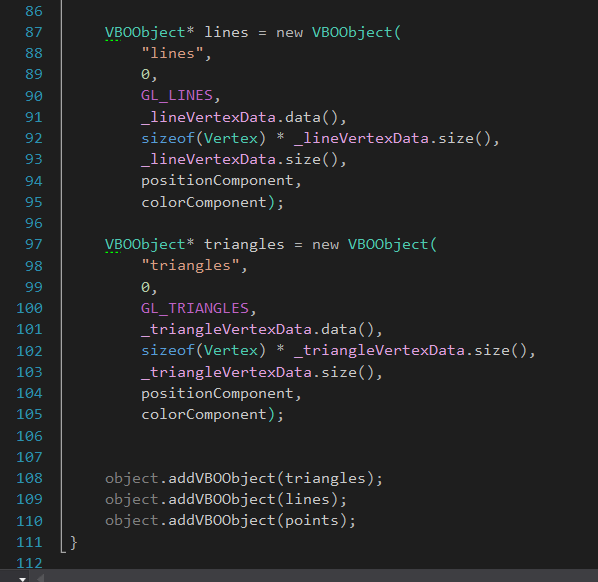 86
87 VBOObject* lines = new VBOObject(
88 "lines",
89 0,
90 GL_LINES,
91 _lineVertexData.data(),
92 sizeof(Vertex) * _lineVertexData.size(),
93 _lineVertexData.size(),
94 positionComponent,
95 colorComponent);
96
97 VBOObject* triangles = new VBOObject(
98 "triangles",
99 0,
100 GL_TRIANGLES,
101 _triangleVertexData.data(),
102 sizeof(Vertex) * _triangleVertexData.size(),
103 _triangleVertexData.size(),
104 positionComponent,
105 colorComponent);
106
107
108 object.addVBOObject(triangles);
109 object.addVBOObject(lines);
110 object.addVBOObject(points);
111 }
112